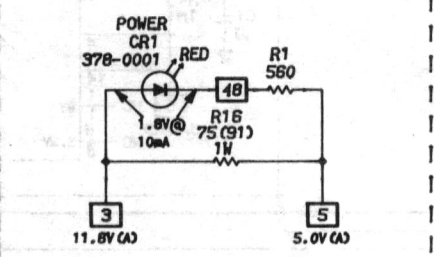 POWER
CR1
378-0001
RED
R1
560
48
1.8V@
10mA
R16
75(91)
1W
3
5
11.8V(A)
5.0V(A)